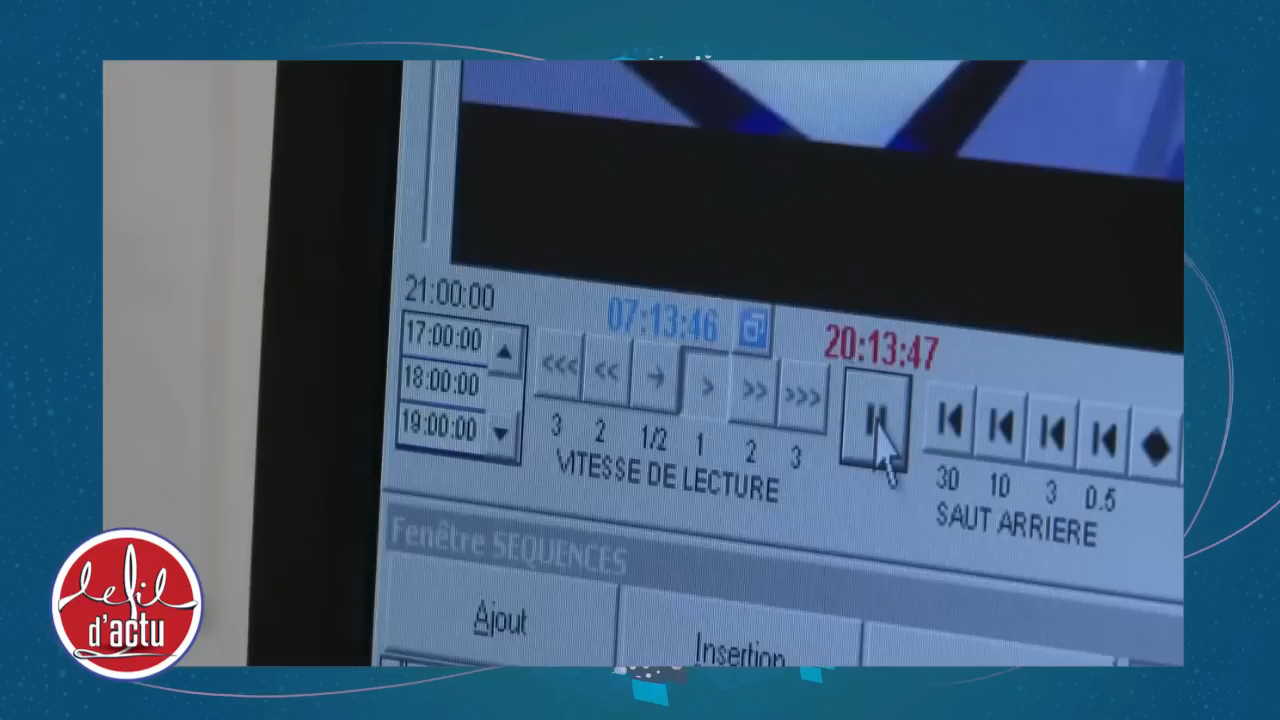 21:00:00
07:13:46
20:13:47
17:00:00
18:00:00
19:00:00
<<< << > >> >>>
3 2 1/2 1 2 3
VITESSE DE LECTURE
30 10 3 0.5
SAUT ARRIERE
Fenêtre SEQUENCES
Ajout
Insertion
le fil
d'actu